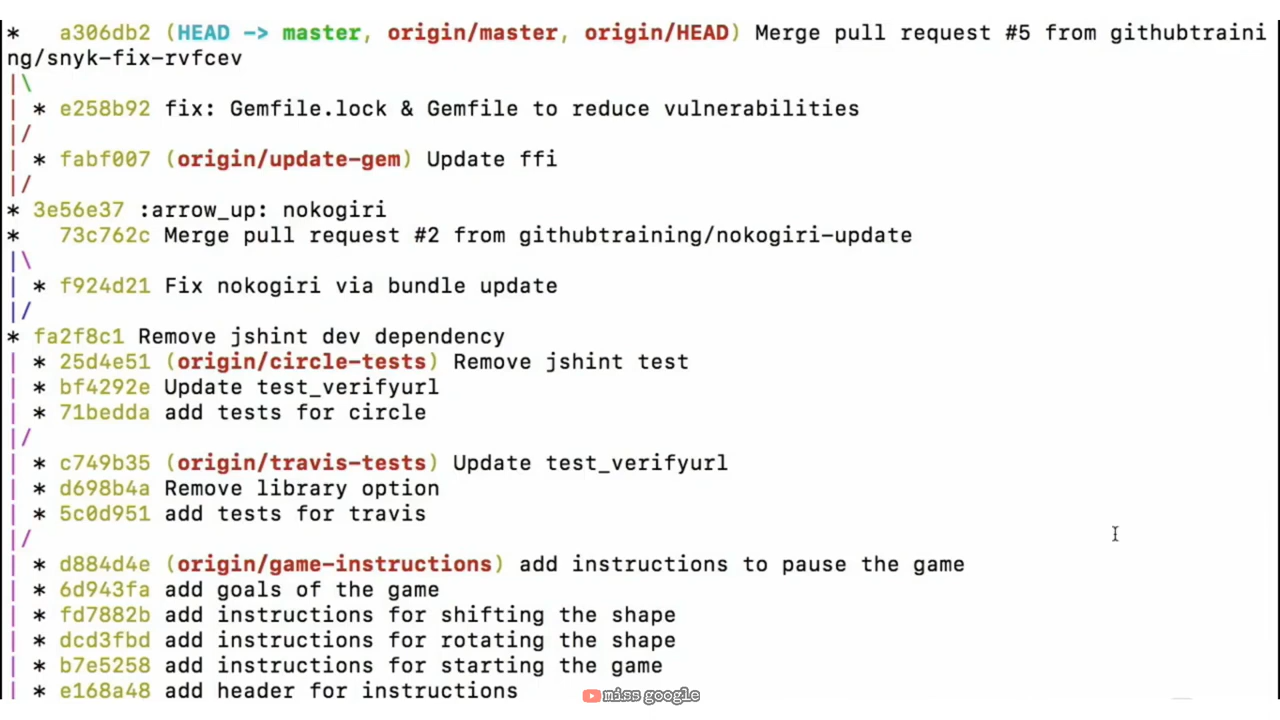 *   a306db2 (HEAD -> master, origin/master, origin/HEAD) Merge pull request #5 from githubtraini
ng/snyk-fix-rvfcev
|\
| * e258b92 fix: Gemfile.lock & Gemfile to reduce vulnerabilities
|/
| * fabf007 (origin/update-gem) Update ffi
|/
* 3e56e37 :arrow_up: nokogiri
*   73c762c Merge pull request #2 from githubtraining/nokogiri-update
|\
| * f924d21 Fix nokogiri via bundle update
|/
* fa2f8c1 Remove jshint dev dependency
| * 25d4e51 (origin/circle-tests) Remove jshint test
| * bf4292e Update test_verifyurl
| * 71bedda add tests for circle
|/
| * c749b35 (origin/travis-tests) Update test_verifyurl
| * d698b4a Remove library option
| * 5c0d951 add tests for travis
|/
| * d884d4e (origin/game-instructions) add instructions to pause the game
| * 6d943fa add goals of the game
| * fd7882b add instructions for shifting the shape
| * dcd3fbd add instructions for rotating the shape
| * b7e5258 add instructions for starting the game
| * e168a48 add header for instructions
miss google